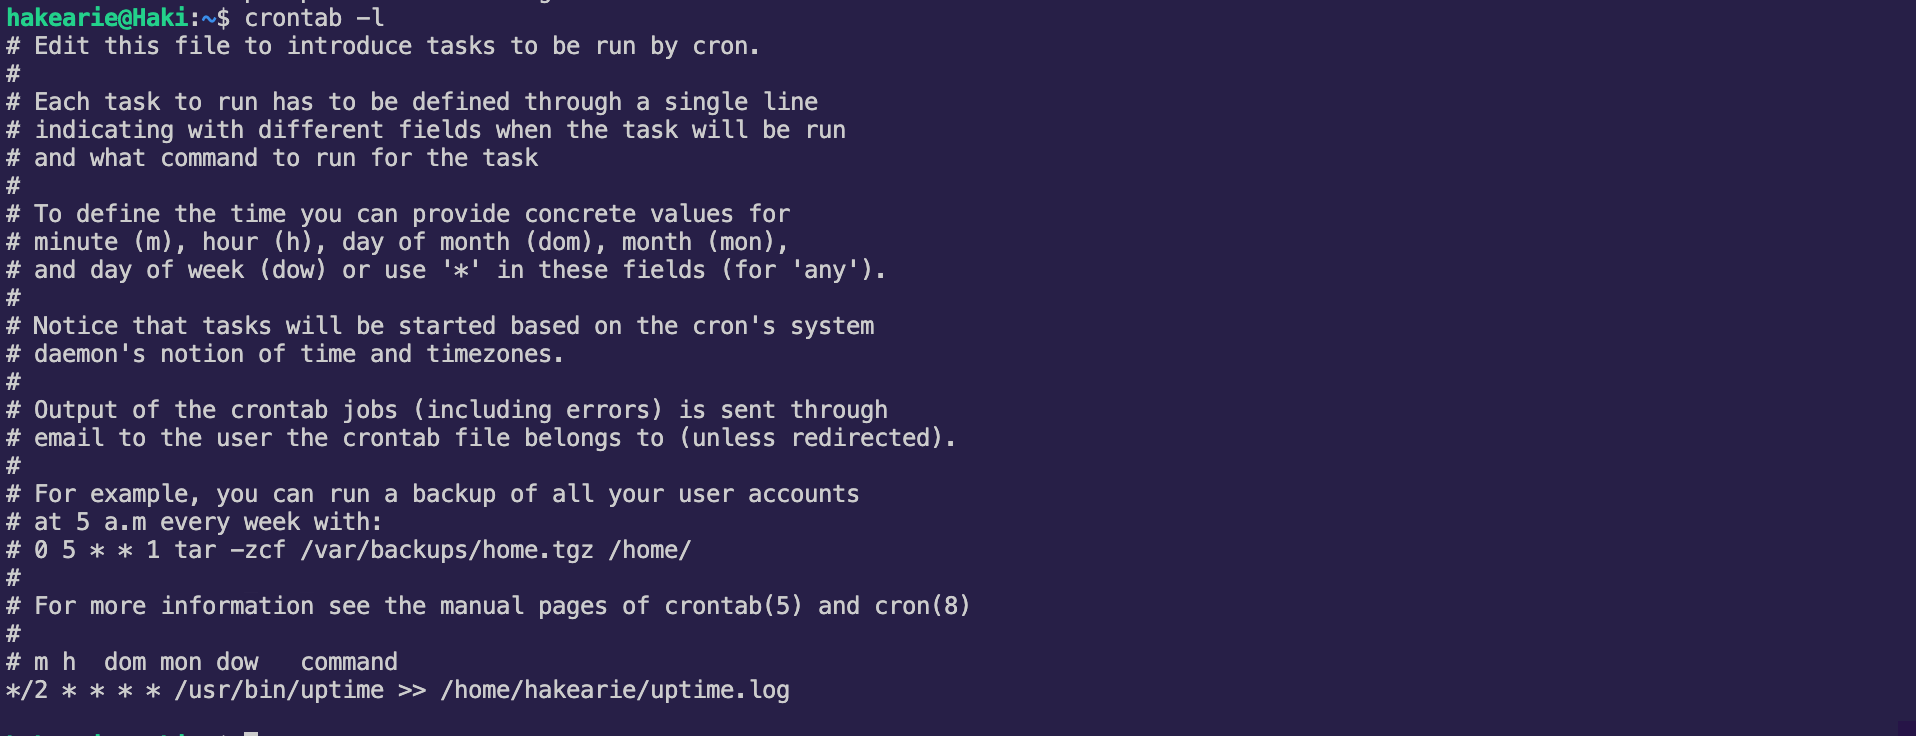 hakearie@Haki:~$ crontab -l
# Edit this file to introduce tasks to be run by cron.
#
# Each task to run has to be defined through a single line
# indicating with different fields when the task will be run
# and what command to run for the task
#
# To define the time you can provide concrete values for
# minute (m), hour (h), day of month (dom), month (mon),
# and day of week (dow) or use '*' in these fields (for 'any').
#
# Notice that tasks will be started based on the cron's system
# daemon's notion of time and timezones.
#
# Output of the crontab jobs (including errors) is sent through
# email to the user the crontab file belongs to (unless redirected).
#
# For example, you can run a backup of all your user accounts
# at 5 a.m every week with:
# 0 5 * * 1 tar -zcf /var/backups/home.tgz /home/
#
# For more information see the manual pages of crontab(5) and cron(8)
#
# m h  dom mon dow   command
*/2 * * * * /usr/bin/uptime >> /home/hakearie/uptime.log